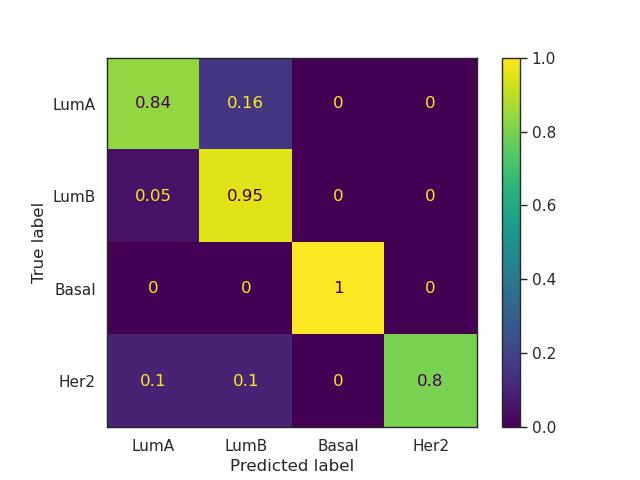 1.0
LumA 0.84 0.16 0 0
0.8
LumB 0.05 0.95 0 0
0.6
True label
Basal 0 0 1 0
0.4
0.2
Her2 0.1 0.1 0 0.8
0.0
LumA LumB Basal Her2
Predicted label